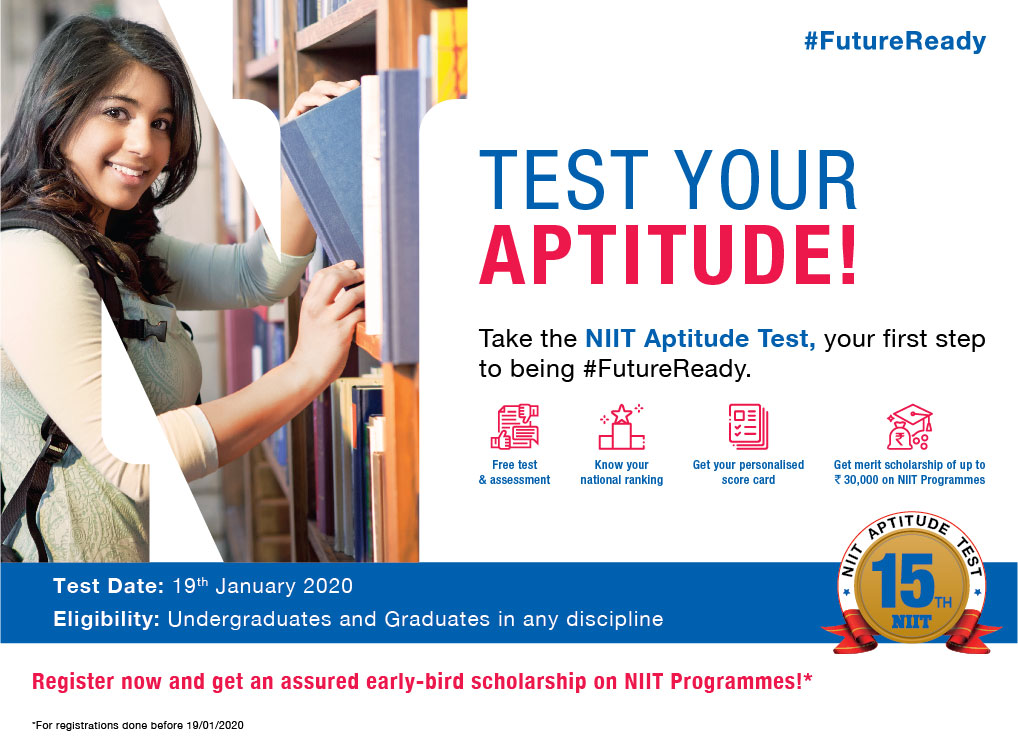 #FutureReady
TEST YOUR
APTITUDE!
Take the NIIT Aptitude Test, your first step
to being #FutureReady.
Free test
& assessment
Know your
national ranking
Get your personalised
score card
Get merit scholarship of up to
₹ 30,000 on NIIT Programmes
NIIT APTITUDE TEST
15TH
NIIT
Test Date: 19th January 2020
Eligibility: Undergraduates and Graduates in any discipline
Register now and get an assured early-bird scholarship on NIIT Programmes!*
*For registrations done before 19/01/2020